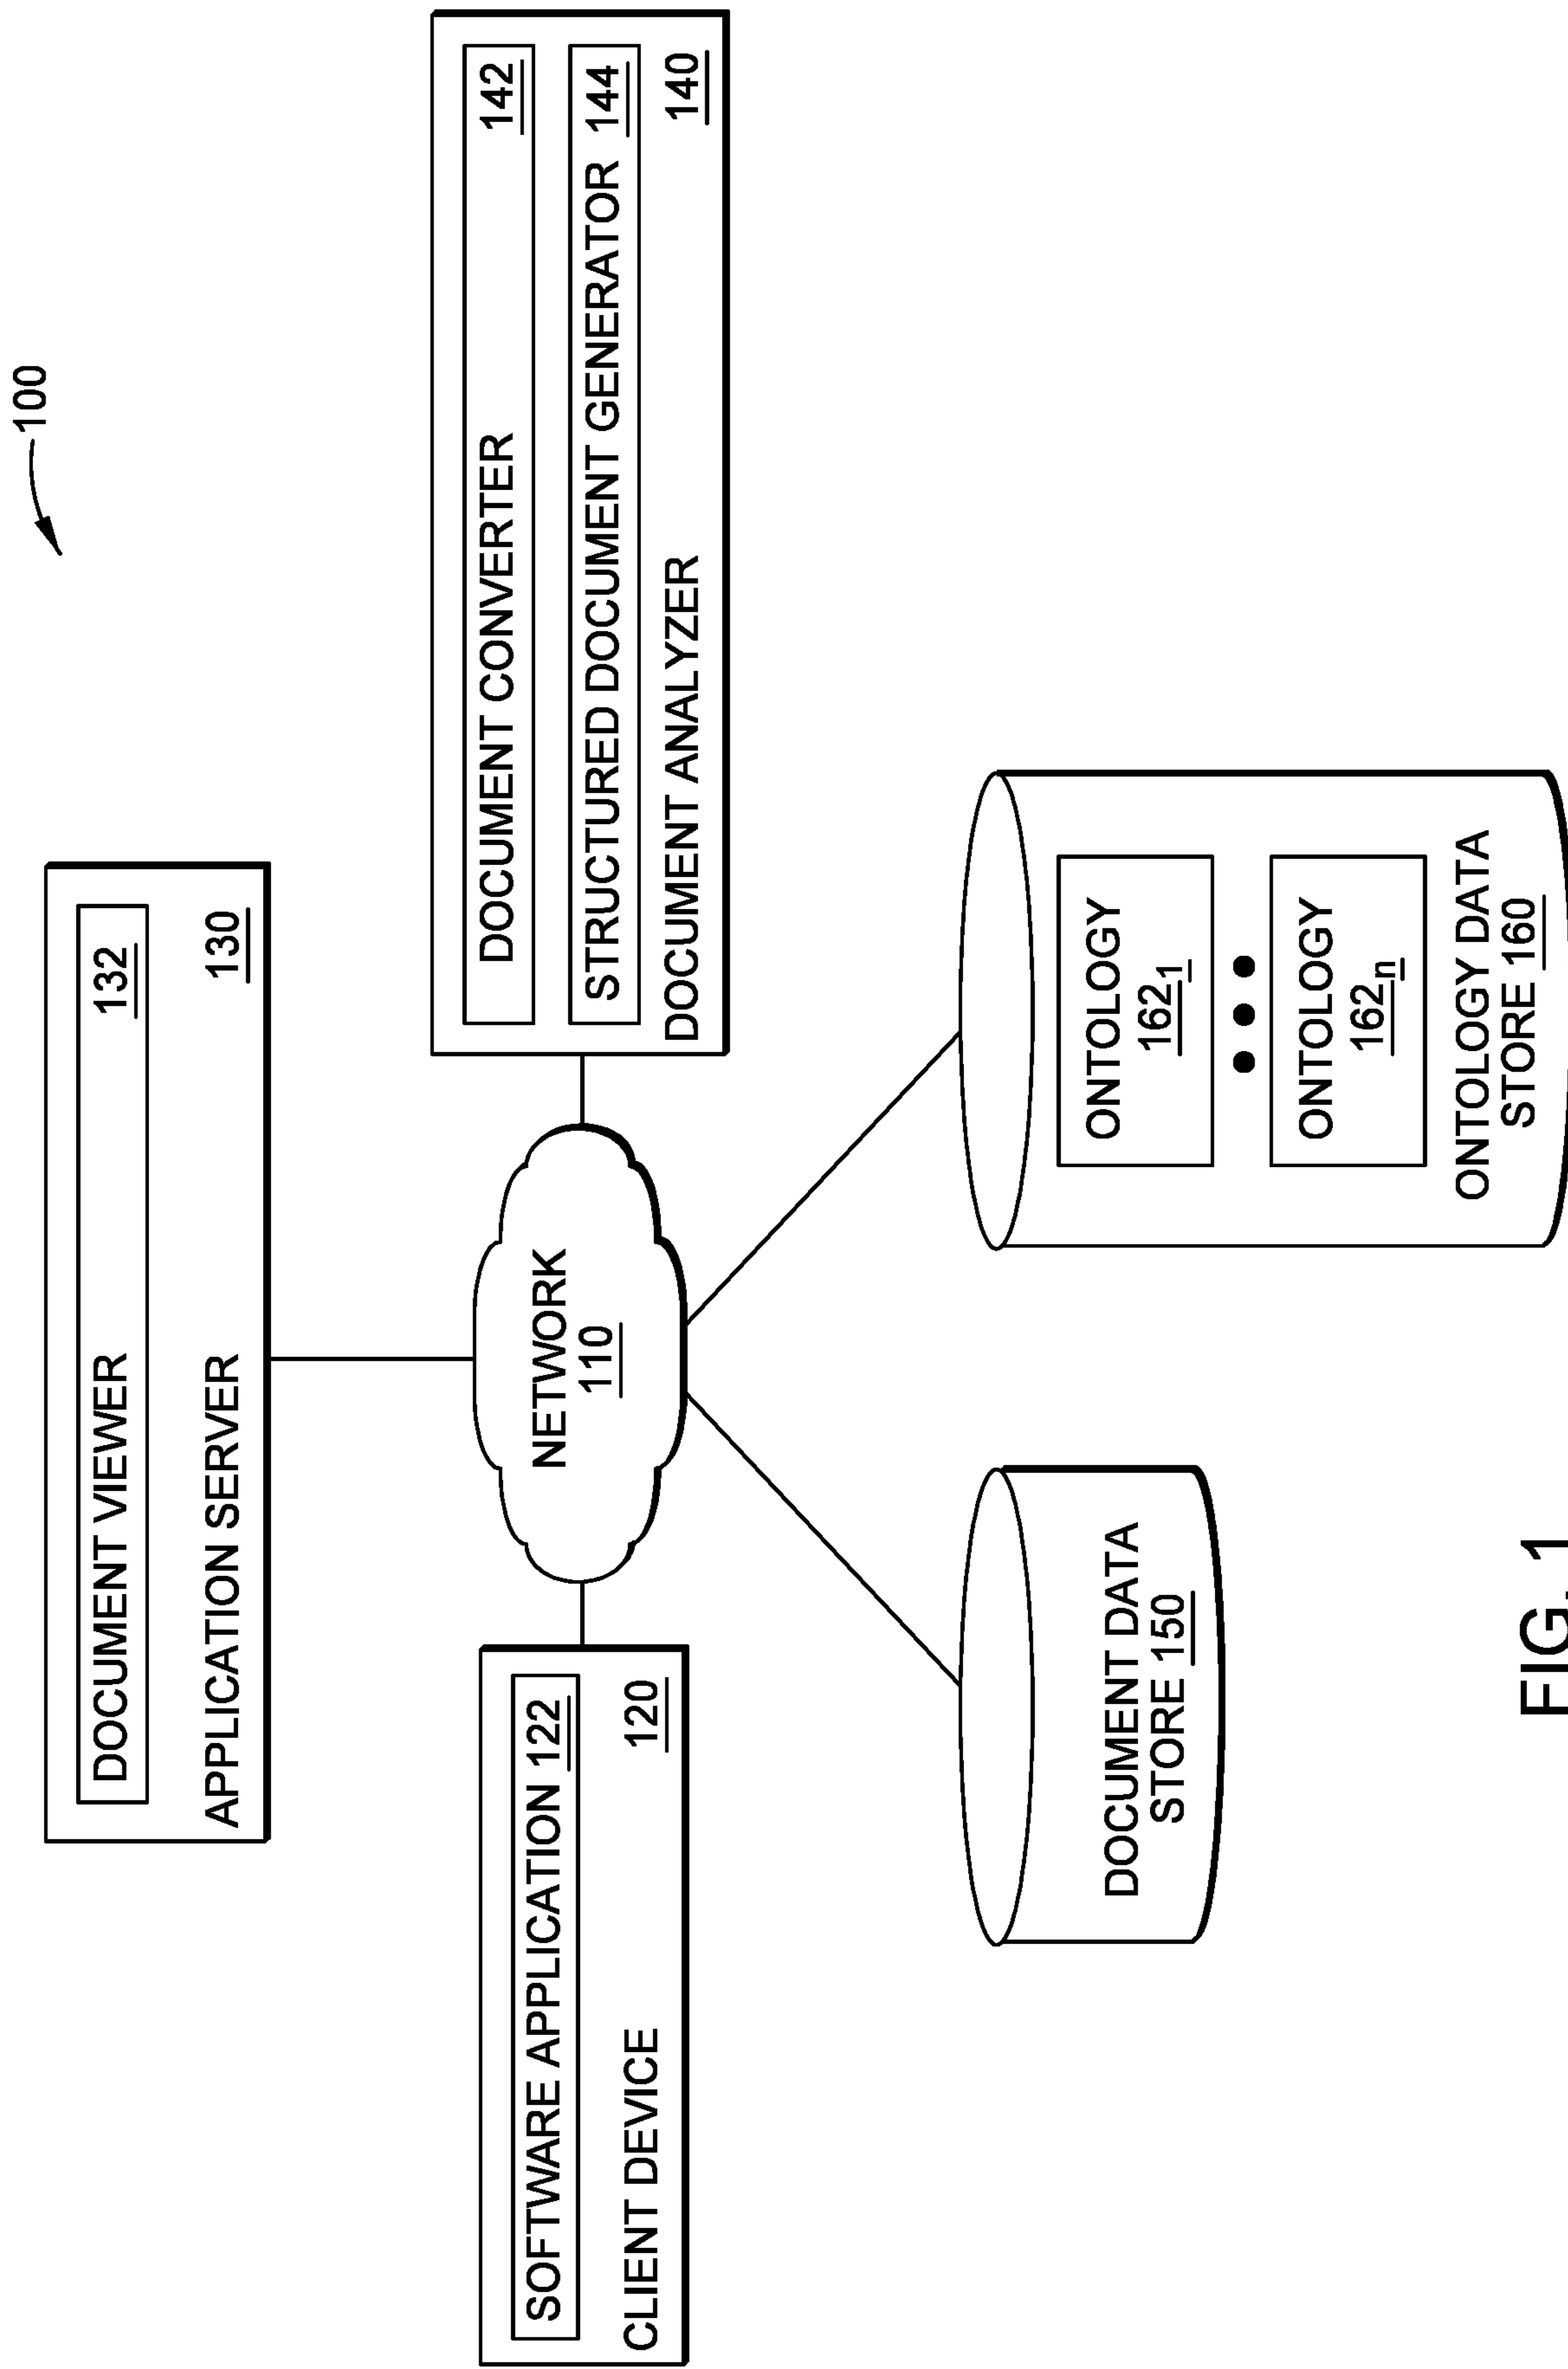 100
DOCUMENT VIEWER 132
APPLICATION SERVER 130
SOFTWARE APPLICATION 122
CLIENT DEVICE 120
NETWORK
110
DOCUMENT CONVERTER 142
STRUCTURED DOCUMENT GENERATOR 144
DOCUMENT ANALYZER 140
DOCUMENT DATA
STORE 150
ONTOLOGY
162₁
ONTOLOGY
162ₙ
ONTOLOGY DATA
STORE 160
FIG. 1